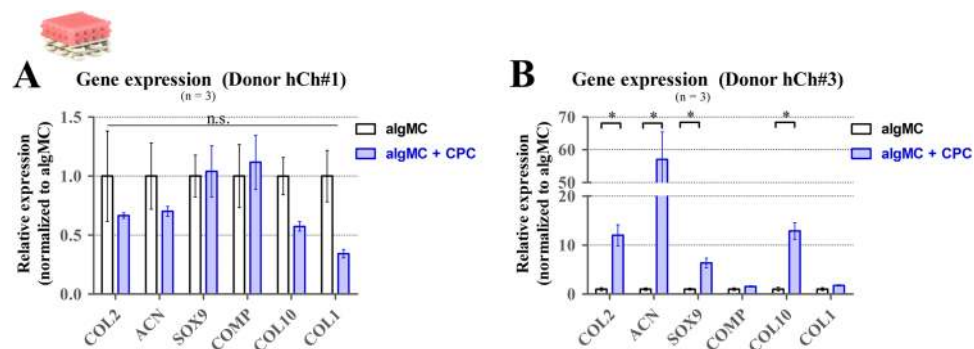 A
Gene expression (Donor hCh#1)
(n = 3)
n.s.
Relative expression
(normalized to algMC)
1.5
1.0
0.5
0.0
COL2
ACN
SOX9
COMP
COL10
COL1
algMC
algMC + CPC
B
Gene expression (Donor hCh#3)
(n = 3)
* * * *
Relative expression
(normalized to algMC)
70
60
50
20
10
0
COL2
ACN
SOX9
COMP
COL10
COL1
algMC
algMC + CPC